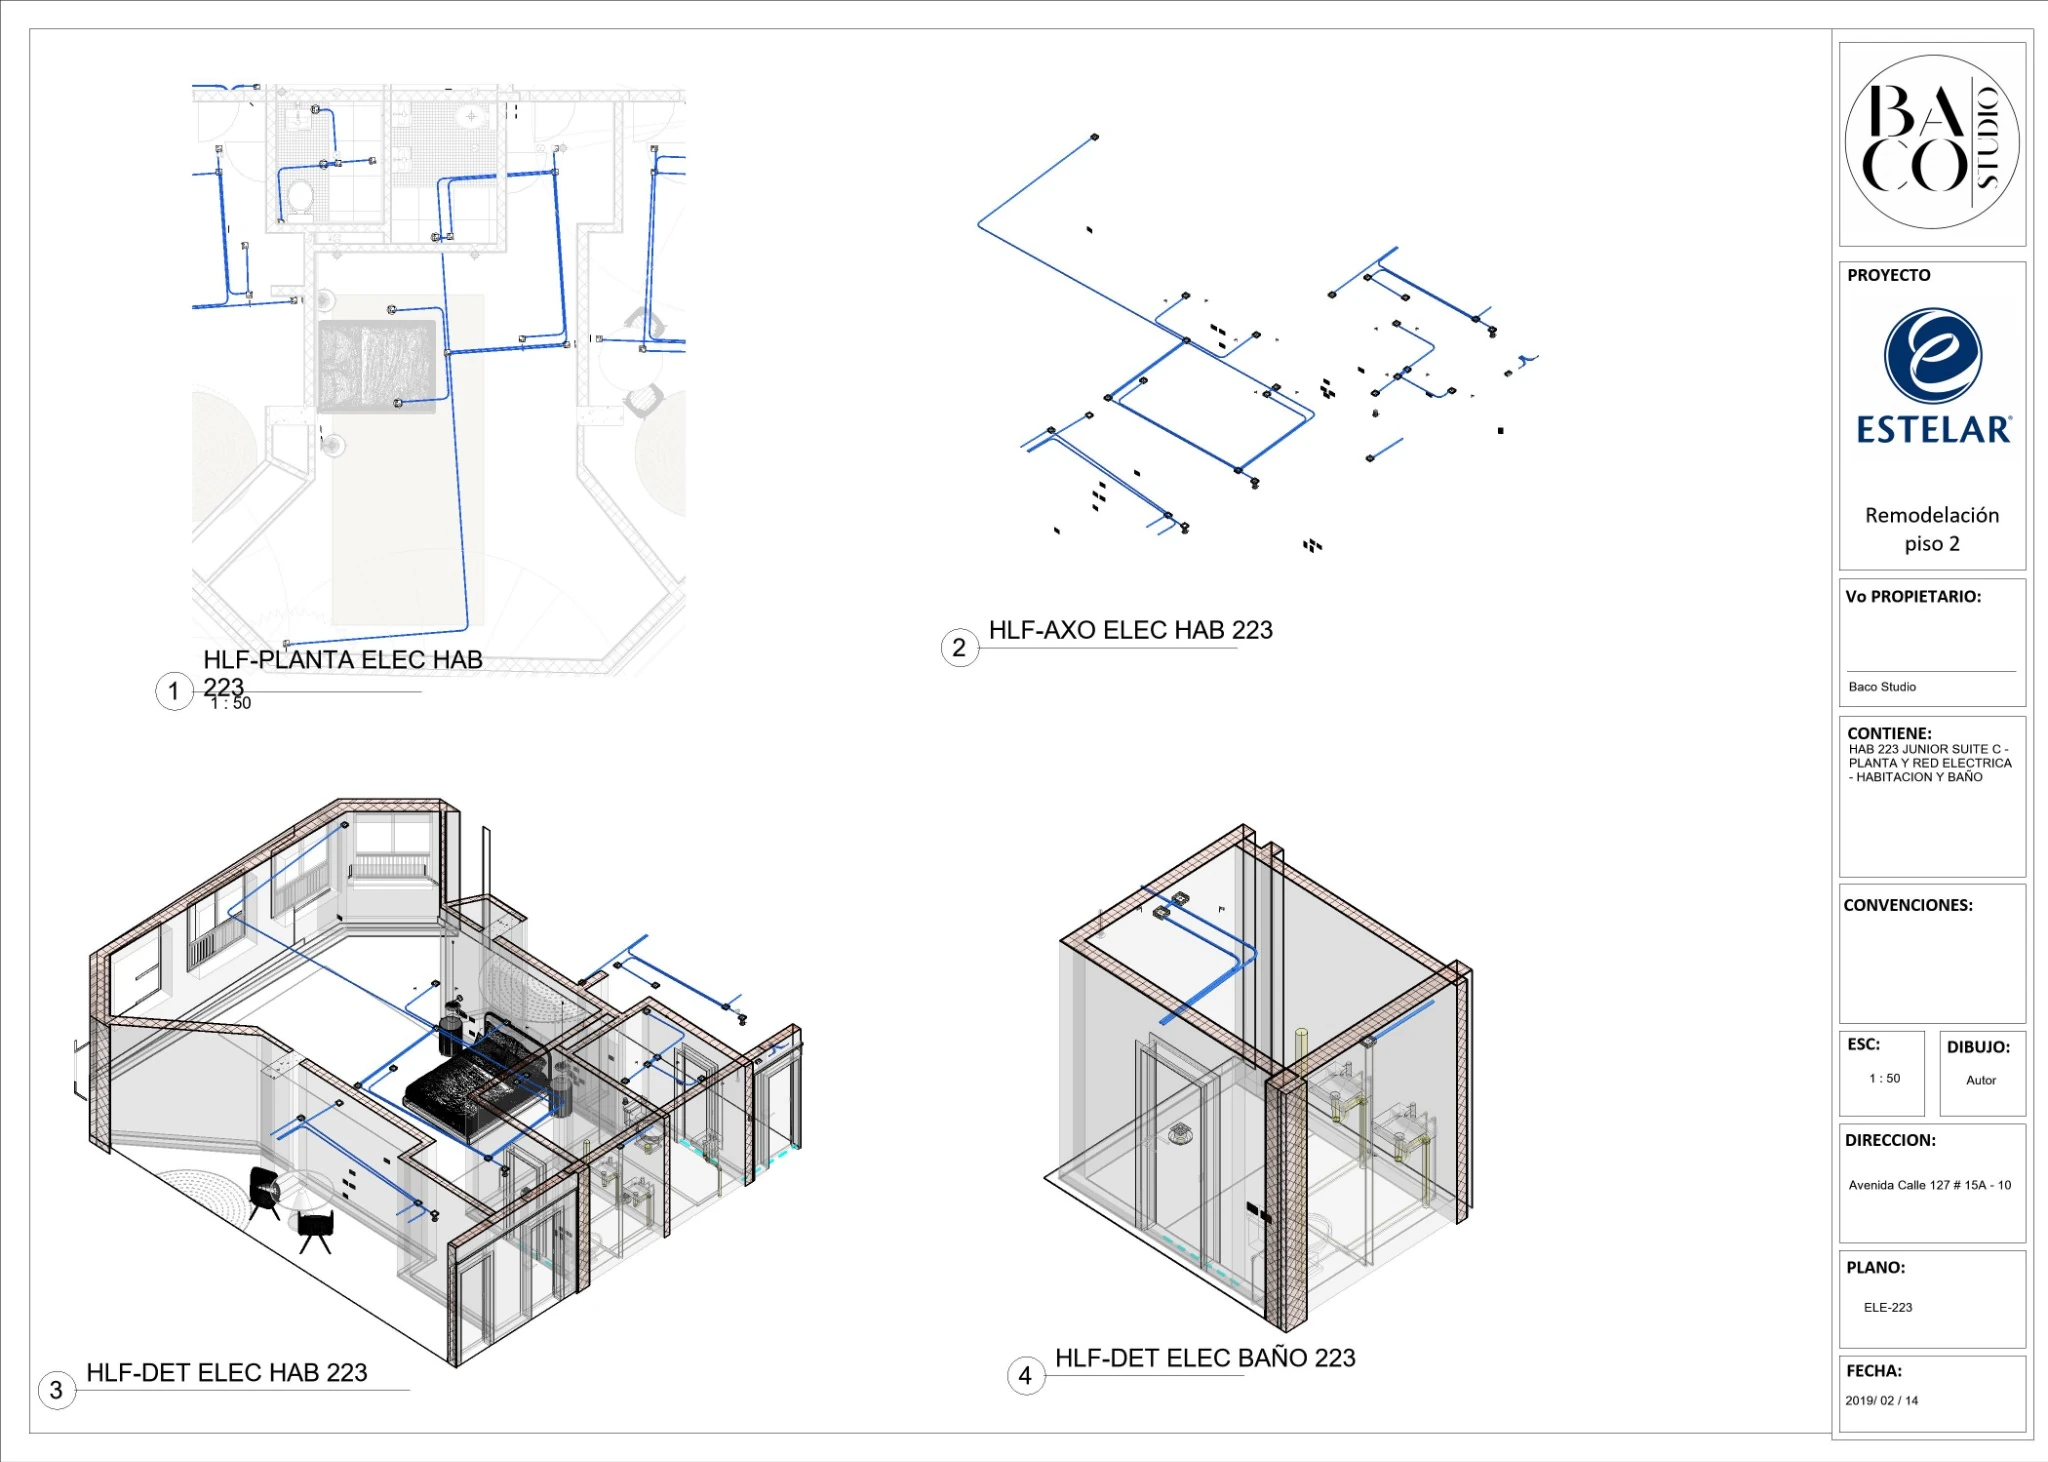 HLF-PLANTA ELEC HAB
223
1
1 : 50
2
HLF-AXO ELEC HAB 223
3
HLF-DET ELEC HAB 223
4
HLF-DET ELEC BAÑO 223
BACO
STUDIO
PROYECTO
ESTELAR®
Remodelación
piso 2
Vo PROPIETARIO:
Baco Studio
CONTIENE:
HAB 223 JUNIOR SUITE C -
PLANTA Y RED ELECTRICA
- HABITACION Y BAÑO
CONVENCIONES:
ESC:
1 : 50
DIBUJO:
Autor
DIRECCION:
Avenida Calle 127 # 15A - 10
PLANO:
ELE-223
FECHA:
2019/ 02 / 14